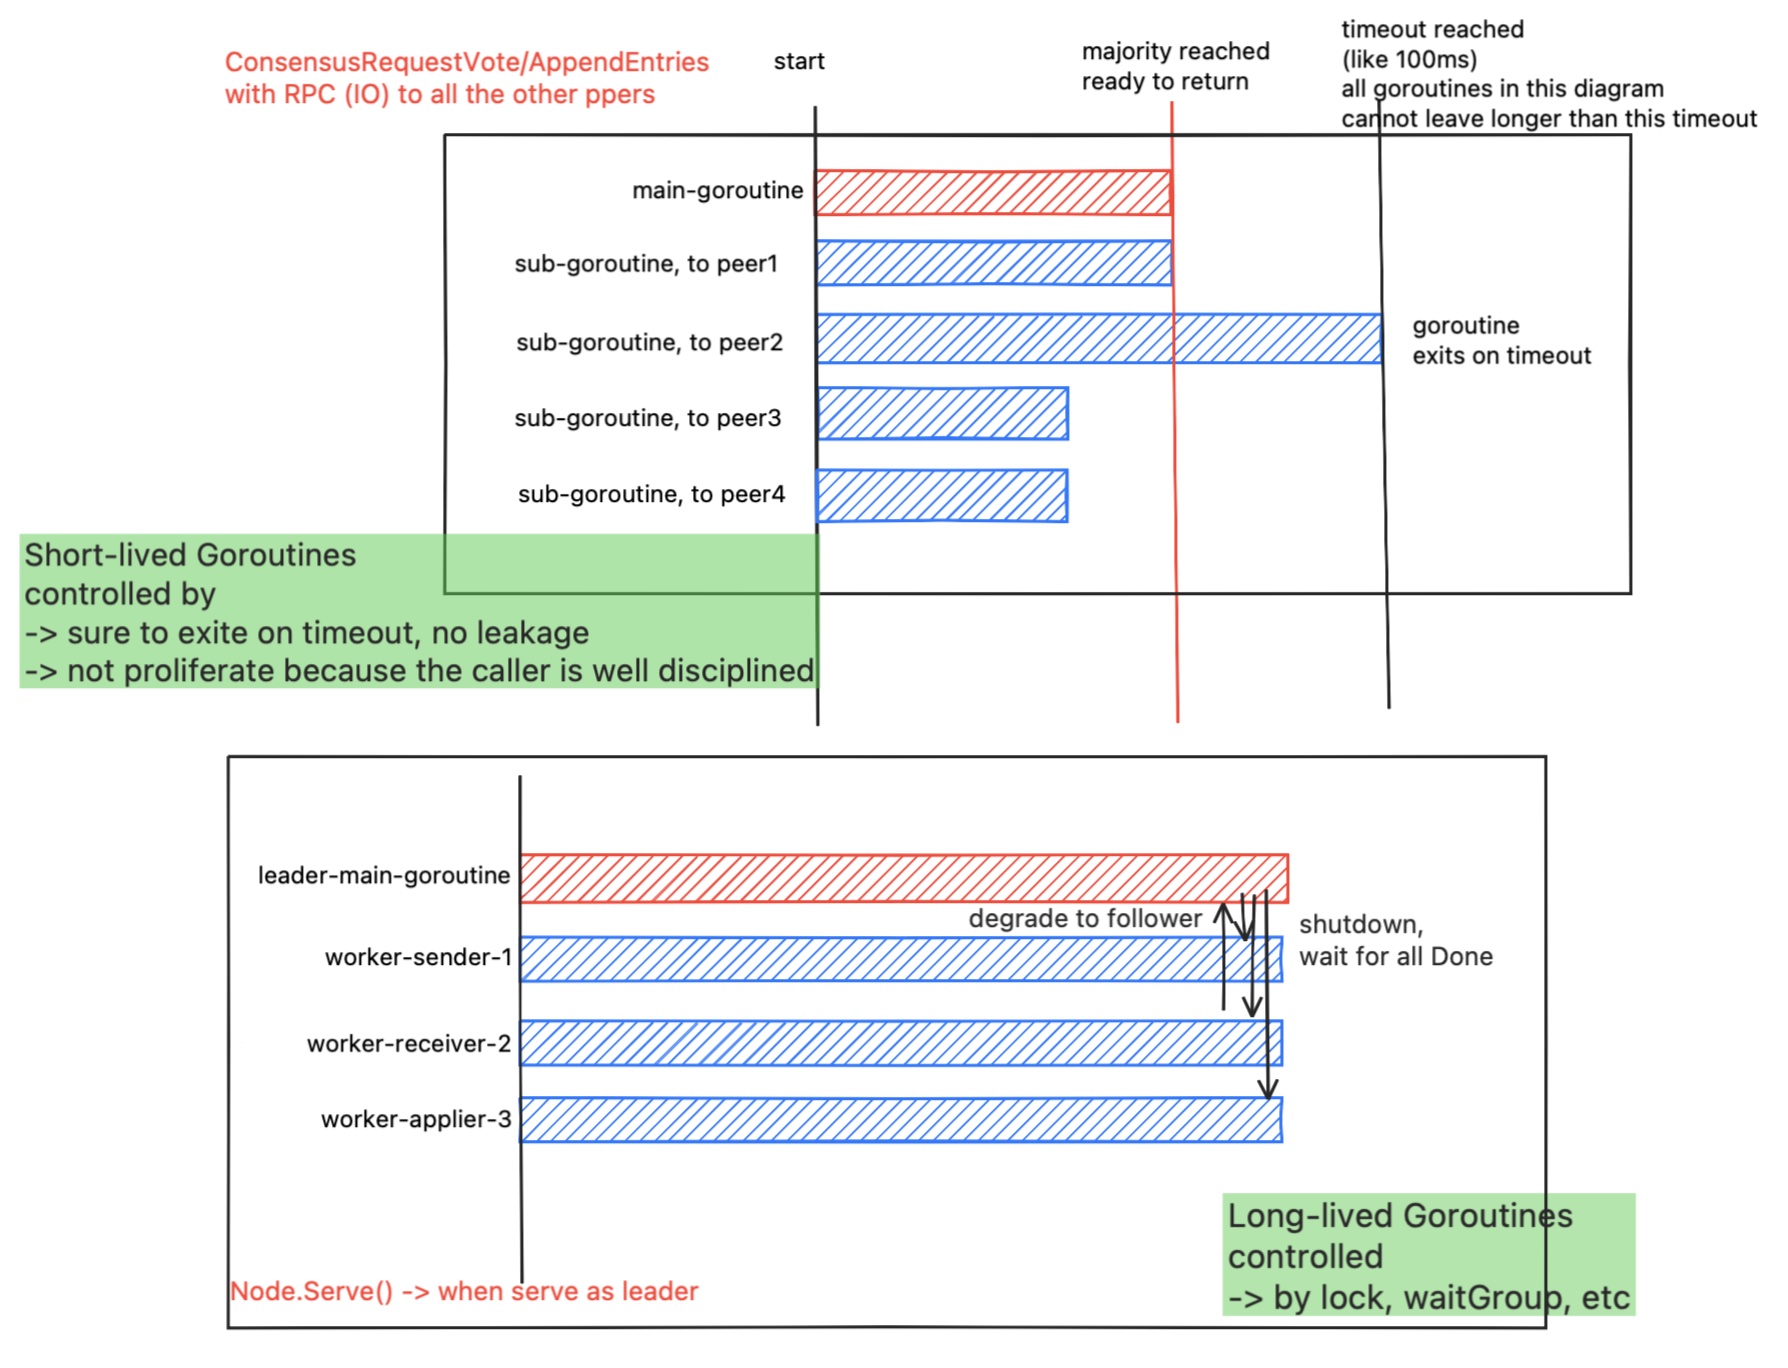 ConsensusRequestVote/AppendEntries
with RPC (IO) to all the other ppers
start
majority reached
ready to return
timeout reached
(like 100ms)
all goroutines in this diagram
cannot leave longer than this timeout
main-goroutine
sub-goroutine, to peer1
sub-goroutine, to peer2
goroutine
exits on timeout
sub-goroutine, to peer3
sub-goroutine, to peer4
Short-lived Goroutines
controlled by
-> sure to exite on timeout, no leakage
-> not proliferate because the caller is well disciplined
leader-main-goroutine
degrade to follower
shutdown,
wait for all Done
worker-sender-1
worker-receiver-2
worker-applier-3
Long-lived Goroutines
controlled
-> by lock, waitGroup, etc
Node.Serve() -> when serve as leader